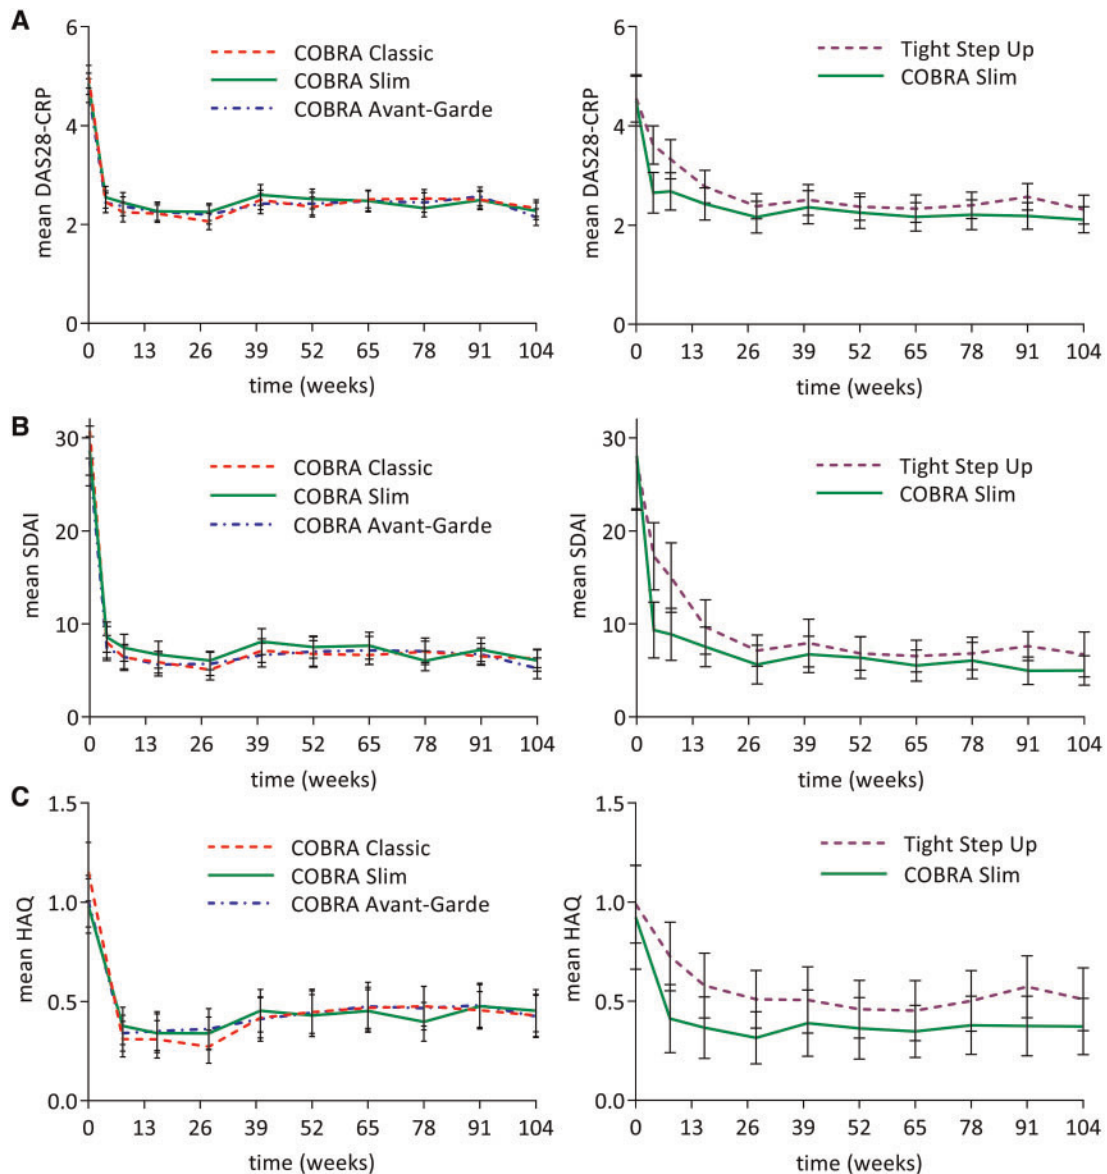 A
mean DAS28-CRP
6
4
2
0
COBRA Classic
COBRA Slim
COBRA Avant-Garde
0 13 26 39 52 65 78 91 104
time (weeks)
mean DAS28-CRP
6
4
2
0
Tight Step Up
COBRA Slim
0 13 26 39 52 65 78 91 104
time (weeks)
B
mean SDAI
30
20
10
0
COBRA Classic
COBRA Slim
COBRA Avant-Garde
0 13 26 39 52 65 78 91 104
time (weeks)
mean SDAI
30
20
10
0
Tight Step Up
COBRA Slim
0 13 26 39 52 65 78 91 104
time (weeks)
C
mean HAQ
1.5
1.0
0.5
0.0
COBRA Classic
COBRA Slim
COBRA Avant-Garde
0 13 26 39 52 65 78 91 104
time (weeks)
mean HAQ
1.5
1.0
0.5
0.0
Tight Step Up
COBRA Slim
0 13 26 39 52 65 78 91 104
time (weeks)